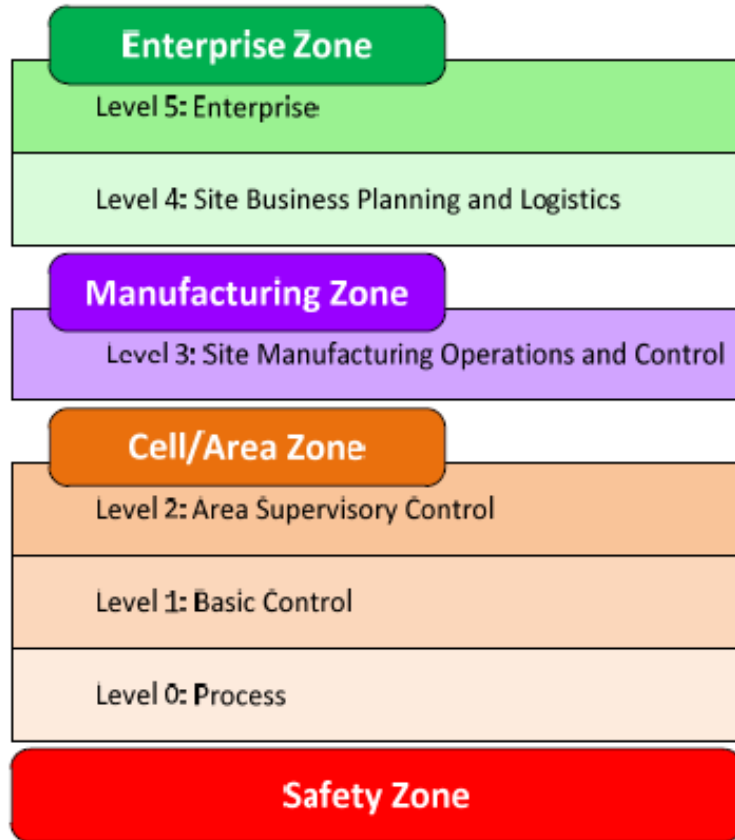 Enterprise Zone
Level 5: Enterprise
Level 4: Site Business Planning and Logistics
Manufacturing Zone
Level 3: Site Manufacturing Operations and Control
Cell/Area Zone
Level 2: Area Supervisory Control
Level 1: Basic Control
Level 0: Process
Safety Zone